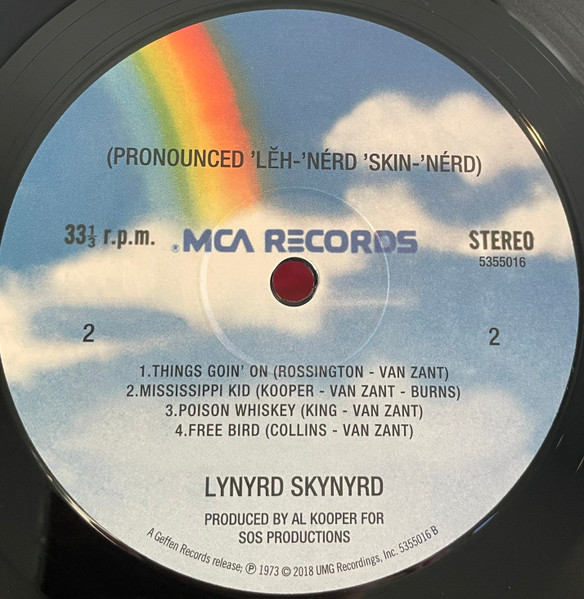 (PRONOUNCED 'LĔH-'NÉRD 'SKIN-'NÉRD)
33⅓ r.p.m. ® MCA RECORDS STEREO
5355016
2 2
1.THINGS GOIN' ON (ROSSINGTON - VAN ZANT)
2.MISSISSIPPI KID (KOOPER - VAN ZANT - BURNS)
3.POISON WHISKEY (KING - VAN ZANT)
4.FREE BIRD (COLLINS - VAN ZANT)
LYNYRD SKYNYRD
PRODUCED BY AL KOOPER FOR
SOS PRODUCTIONS
A Geffen Records release; ℗ 1973 © 2018 UMG Recordings, Inc. 5355016 B